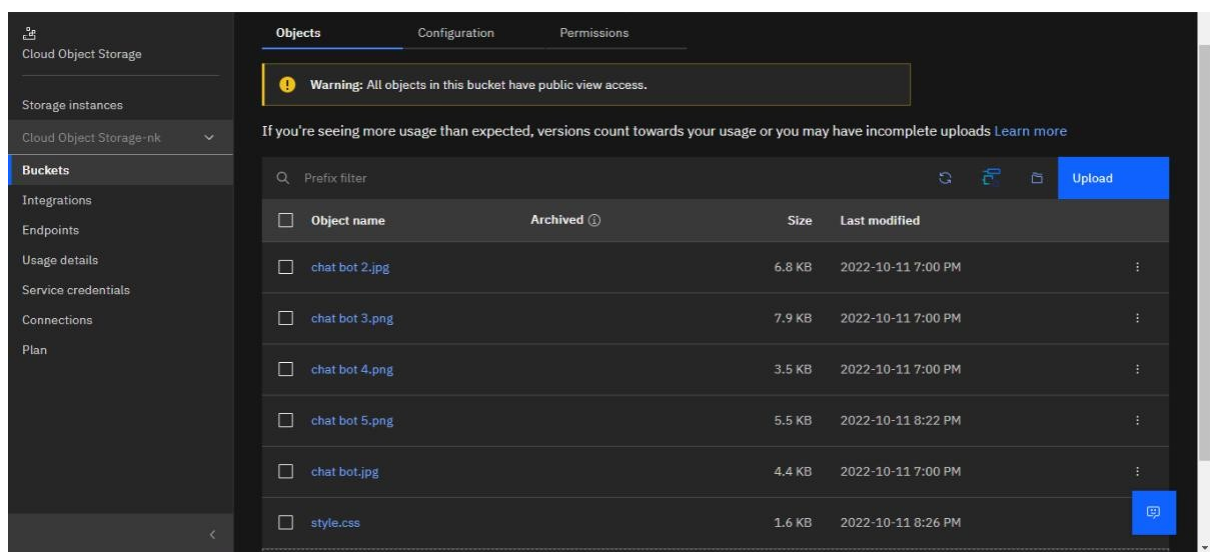 Cloud Object Storage
Storage instances
Cloud Object Storage-nk
Buckets
Integrations
Endpoints
Usage details
Service credentials
Connections
Plan
Objects Configuration Permissions
Warning: All objects in this bucket have public view access.
If you're seeing more usage than expected, versions count towards your usage or you may have incomplete uploads Learn more
Prefix filter Upload
Object name Archived Size Last modified
chat bot 2.jpg 6.8 KB 2022-10-11 7:00 PM
chat bot 3.png 7.9 KB 2022-10-11 7:00 PM
chat bot 4.png 3.5 KB 2022-10-11 7:00 PM
chat bot 5.png 5.5 KB 2022-10-11 8:22 PM
chat bot.jpg 4.4 KB 2022-10-11 7:00 PM
style.css 1.6 KB 2022-10-11 8:26 PM